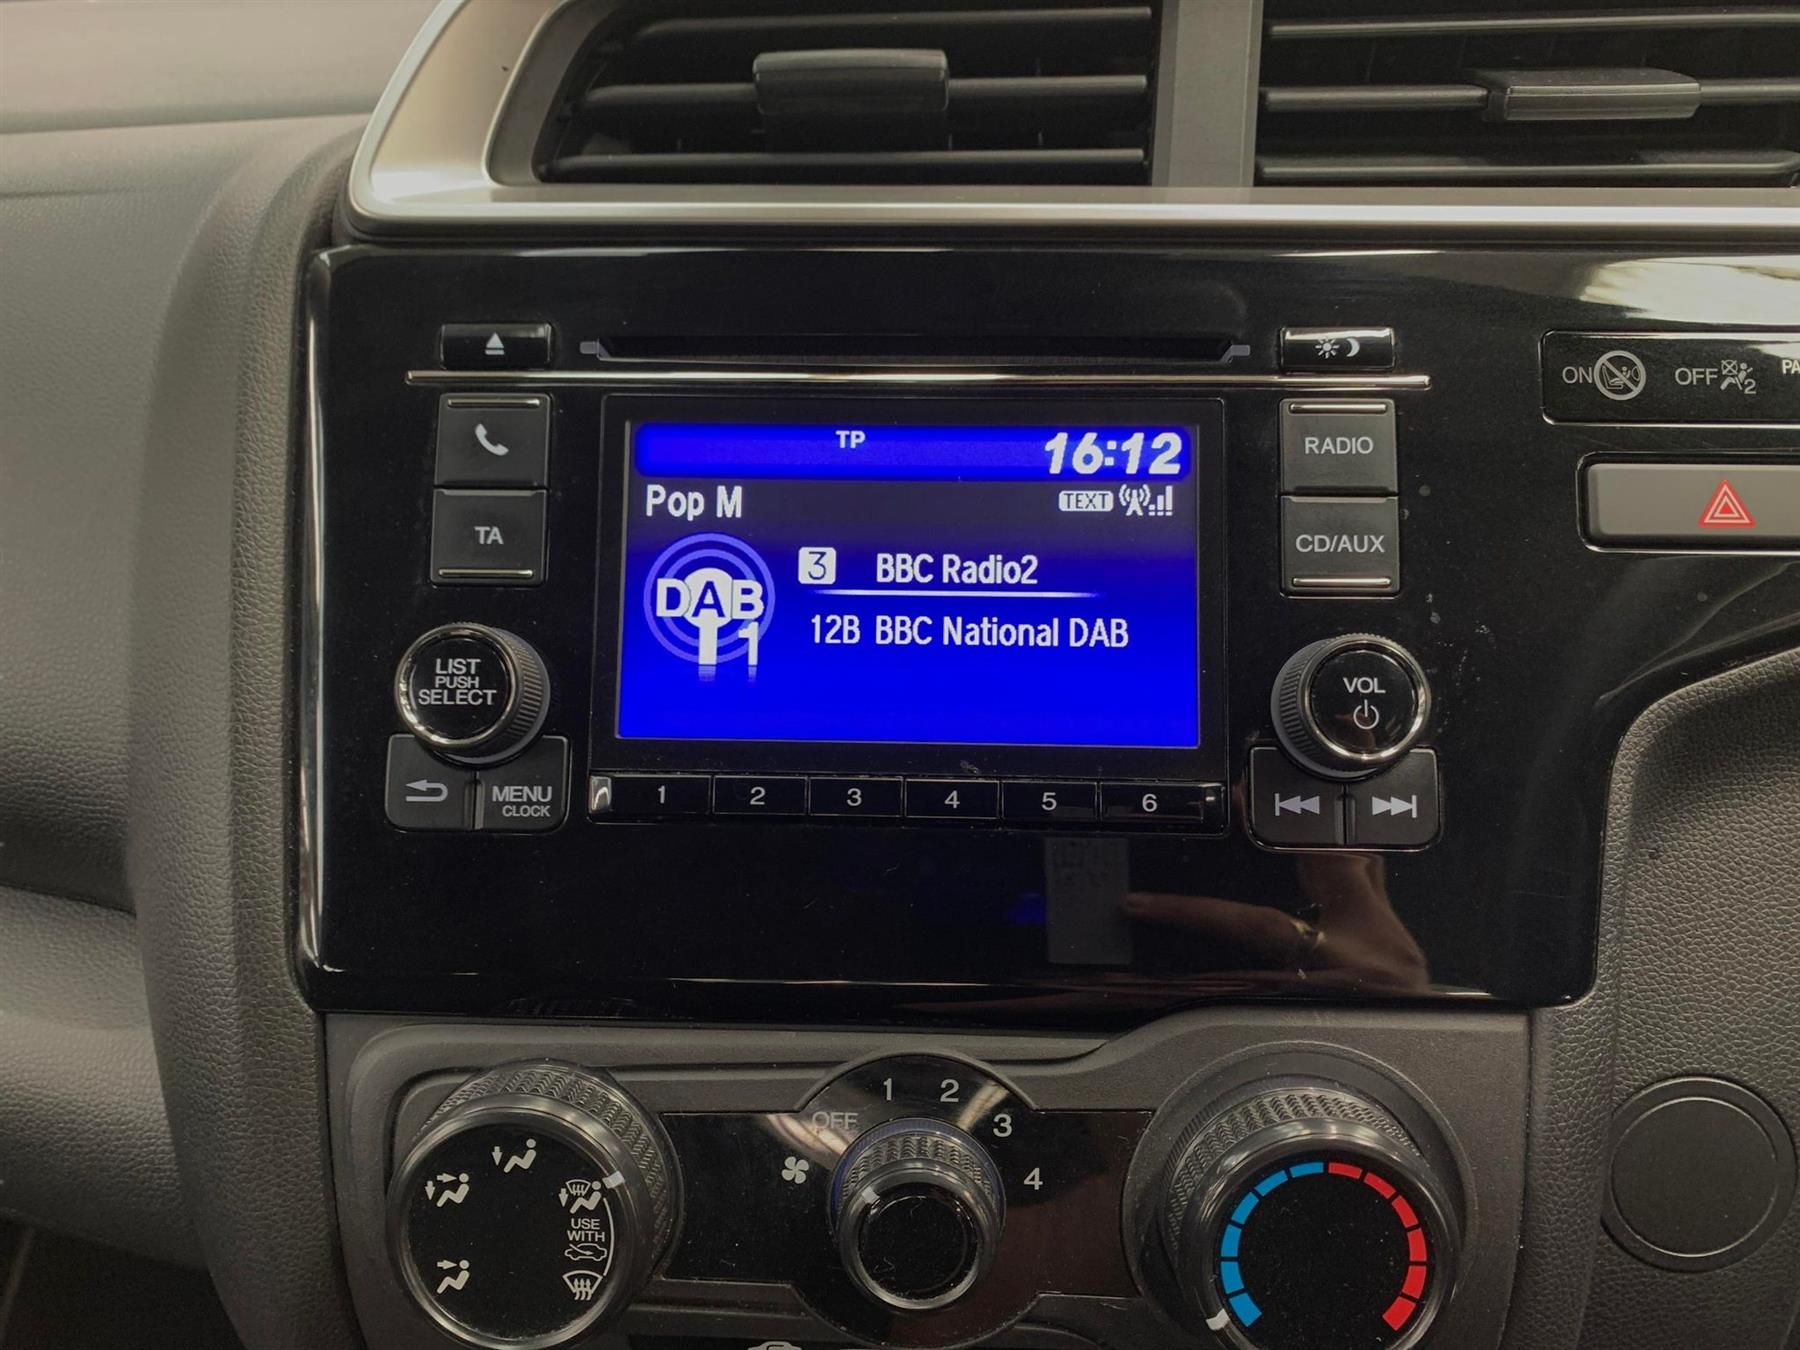 TP
16:12
Pop M
TEXT
3 BBC Radio2
DAB
1
12B BBC National DAB
TA
LIST
PUSH
SELECT
MENU
CLOCK
1 2 3 4 5 6
RADIO
CD/AUX
VOL
ON OFF 2 PA
OFF 1 2 3 4
USE
WITH